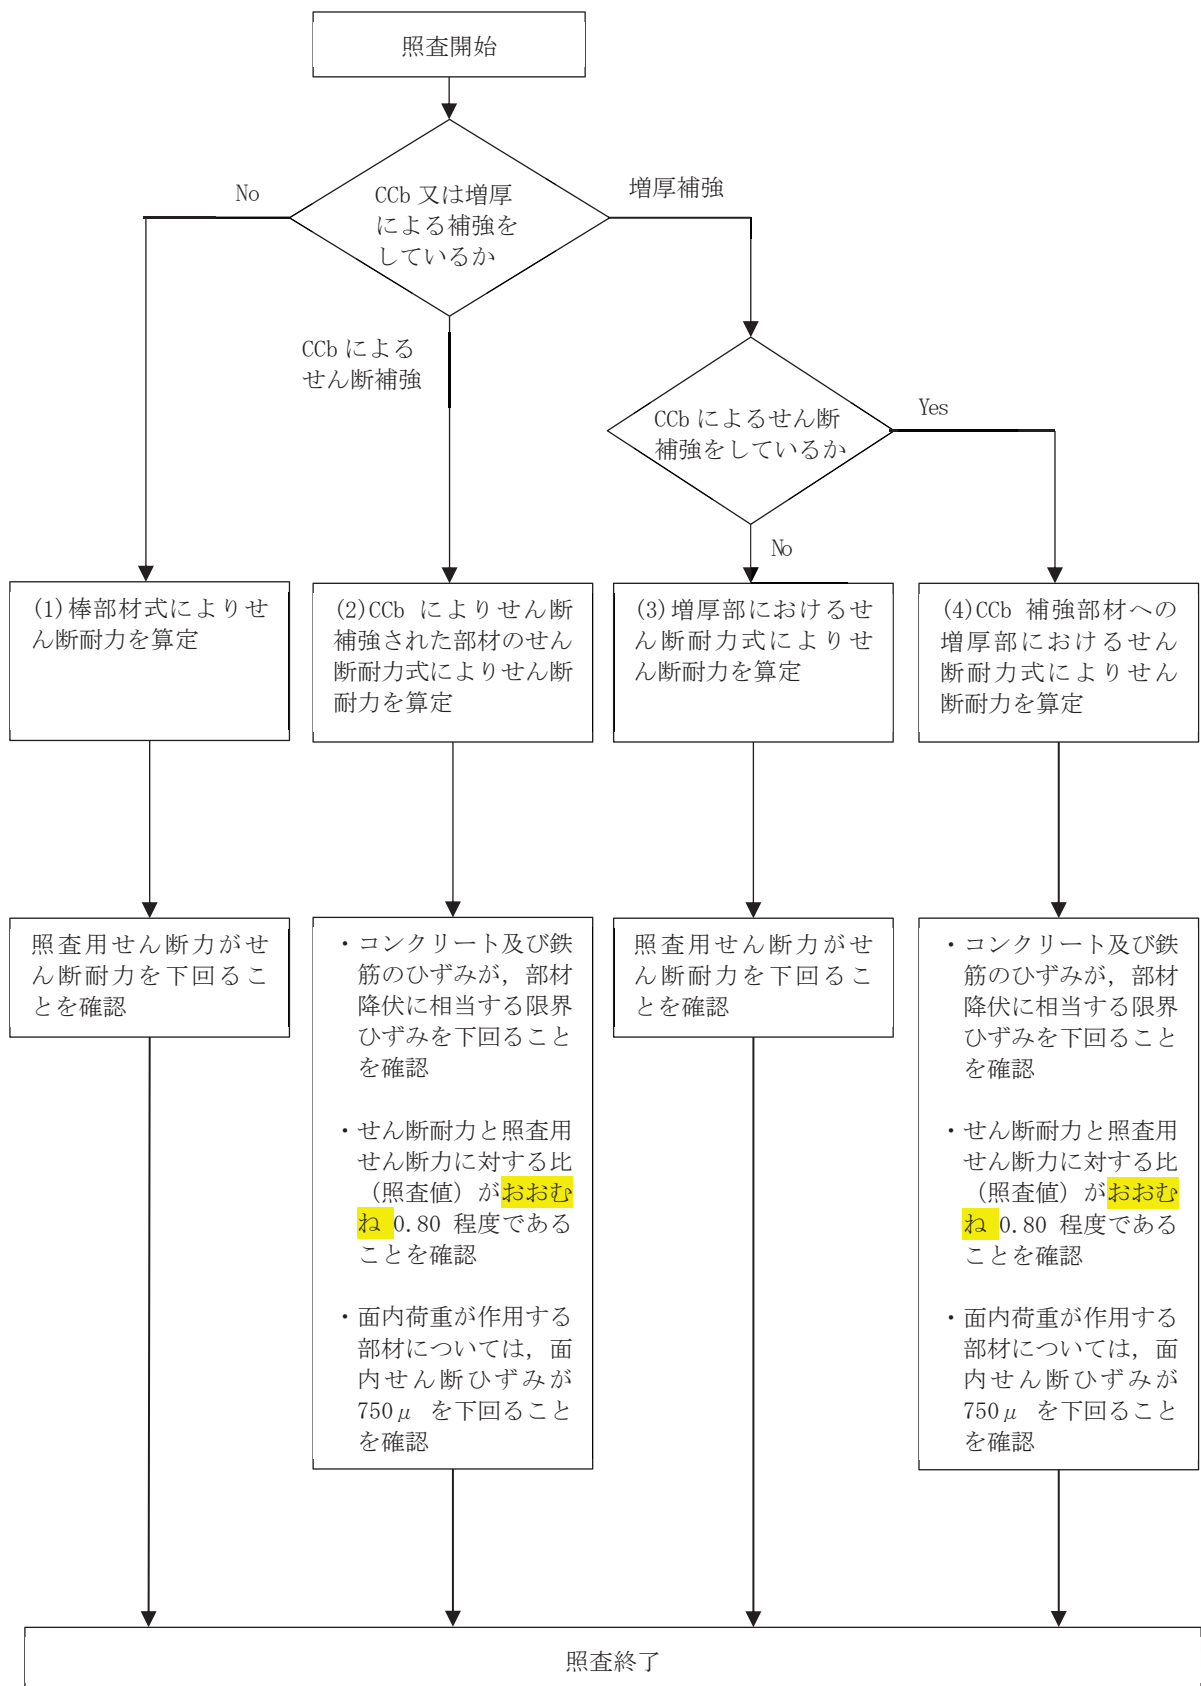 照査開始
No
CCb 又は増厚
による補強を
しているか
増厚補強
CCb による
せん断補強
CCb によるせん断
補強をしているか
Yes
No
(1)棒部材式によりせ
ん断耐力を算定
(2)CCb によりせん断
補強された部材のせん
断耐力式によりせん断
耐力を算定
(3)増厚部におけるせ
ん断耐力式によりせ
ん断耐力を算定
(4)CCb 補強部材への
増厚部におけるせん
断耐力式によりせん
断耐力を算定
照査用せん断力がせ
ん断耐力を下回るこ
とを確認
・コンクリート及び鉄
筋のひずみが，部材
降伏に相当する限界
ひずみを下回ること
を確認
・せん断耐力と照査用
せん断力に対する比
（照査値）がおおむ
ね 0.80 程度である
ことを確認
・面内荷重が作用する
部材については，面
内せん断ひずみが
750μ を下回ること
を確認
照査用せん断力がせ
ん断耐力を下回るこ
とを確認
・コンクリート及び鉄
筋のひずみが，部材
降伏に相当する限界
ひずみを下回ること
を確認
・せん断耐力と照査用
せん断力に対する比
（照査値）がおおむ
ね 0.80 程度である
ことを確認
・面内荷重が作用する
部材については，面
内せん断ひずみが
750μ を下回ること
を確認
照査終了